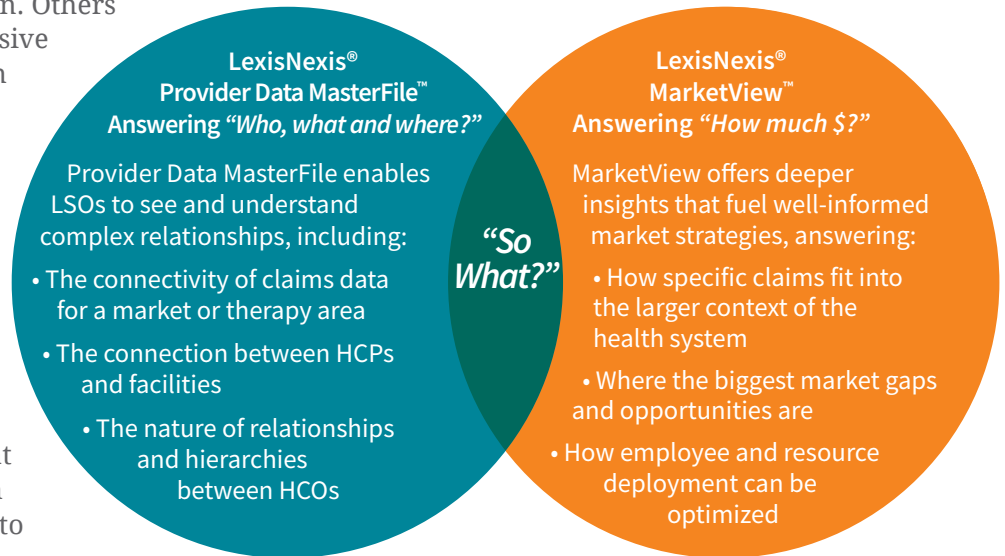 n. Others
sive
LexisNexis®
Provider Data MasterFile™
Answering “Who, what and where?”
Provider Data MasterFile enables
LSOs to see and understand
complex relationships, including:
• The connectivity of claims data
for a market or therapy area
• The connection between HCPs
and facilities
• The nature of relationships
and hierarchies
between HCOs
“So
What?”
LexisNexis®
MarketView™
Answering “How much $?”
MarketView offers deeper
insights that fuel well-informed
market strategies, answering:
• How specific claims fit into
the larger context of the
health system
• Where the biggest market gaps
and opportunities are
• How employee and resource
deployment can be
optimized
to